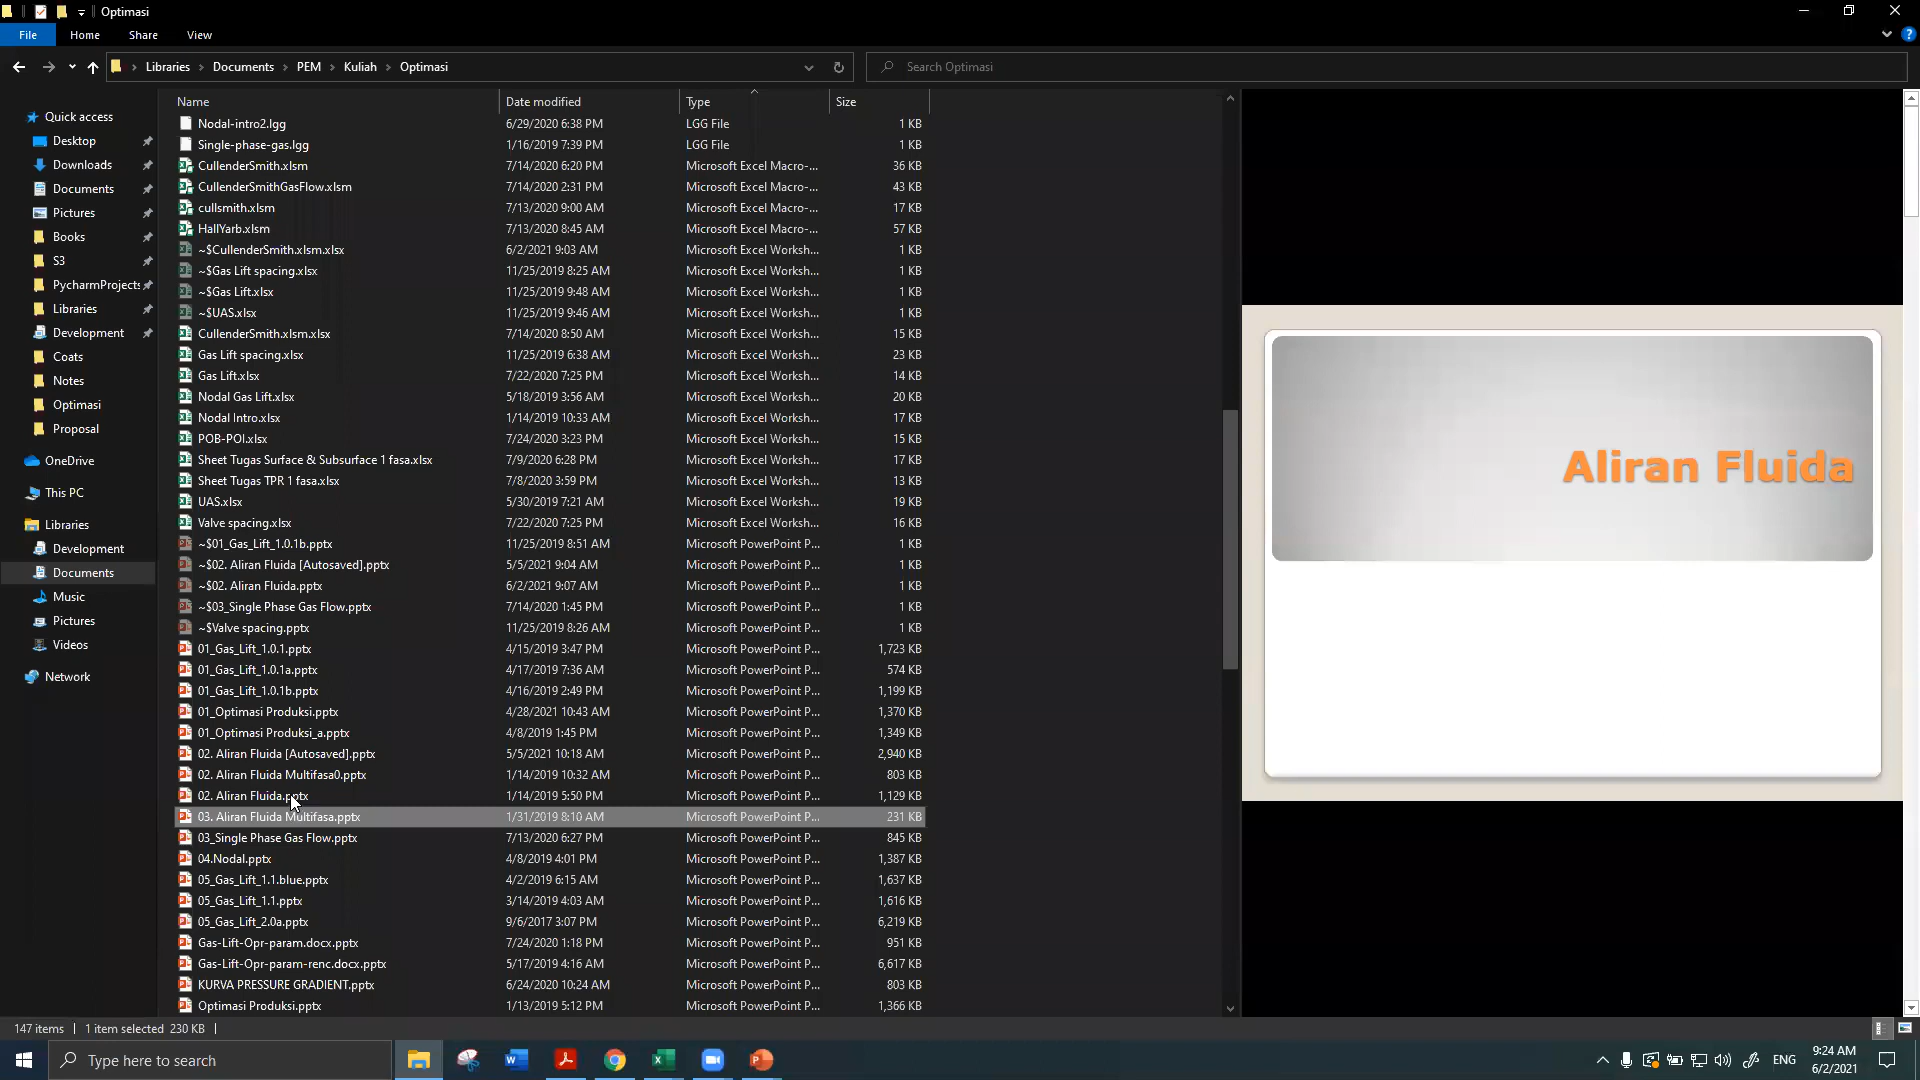 Optimasi
File Home Share View
Libraries Documents PEM Kuliah Optimasi
Search Optimasi
Name Date modified Type Size
Quick access
Desktop
Downloads
Documents
Pictures
Books
S3
PycharmProjects
Libraries
Development
Coats
Notes
Optimasi
Proposal
OneDrive
This PC
Libraries
Development
Documents
Music
Pictures
Videos
Network
Nodal-intro2.lgg 6/29/2020 6:38 PM LGG File 1 KB
Single-phase-gas.lgg 1/16/2019 7:39 PM LGG File 1 KB
CullenderSmith.xlsm 7/14/2020 6:20 PM Microsoft Excel Macro-... 36 KB
CullenderSmithGasFlow.xlsm 7/14/2020 2:31 PM Microsoft Excel Macro-... 43 KB
cullsmith.xlsm 7/13/2020 9:00 AM Microsoft Excel Macro-... 17 KB
HallYarb.xlsm 7/13/2020 8:45 AM Microsoft Excel Macro-... 57 KB
~$CullenderSmith.xlsm.xlsx 6/2/2021 9:03 AM Microsoft Excel Worksh... 1 KB
~$Gas Lift spacing.xlsx 11/25/2019 8:25 AM Microsoft Excel Worksh... 1 KB
~$Gas Lift.xlsx 11/25/2019 9:48 AM Microsoft Excel Worksh... 1 KB
~$UAS.xlsx 11/25/2019 9:46 AM Microsoft Excel Worksh... 1 KB
CullenderSmith.xlsm.xlsx 7/14/2020 8:50 AM Microsoft Excel Worksh... 15 KB
Gas Lift spacing.xlsx 11/25/2019 6:38 AM Microsoft Excel Worksh... 23 KB
Gas Lift.xlsx 7/22/2020 7:25 PM Microsoft Excel Worksh... 14 KB
Nodal Gas Lift.xlsx 5/18/2019 3:56 AM Microsoft Excel Worksh... 20 KB
Nodal Intro.xlsx 1/14/2019 10:33 AM Microsoft Excel Worksh... 17 KB
POB-POI.xlsx 7/24/2020 3:23 PM Microsoft Excel Worksh... 15 KB
Sheet Tugas Surface & Subsurface 1 fasa.xlsx 7/9/2020 6:28 PM Microsoft Excel Worksh... 17 KB
Sheet Tugas TPR 1 fasa.xlsx 7/8/2020 3:59 PM Microsoft Excel Worksh... 13 KB
UAS.xlsx 5/30/2019 7:21 AM Microsoft Excel Worksh... 19 KB
Valve spacing.xlsx 7/22/2020 7:25 PM Microsoft Excel Worksh... 16 KB
~$01_Gas_Lift_1.0.1b.pptx 11/25/2019 8:51 AM Microsoft PowerPoint P... 1 KB
~$02. Aliran Fluida [Autosaved].pptx 5/5/2021 9:04 AM Microsoft PowerPoint P... 1 KB
~$02. Aliran Fluida.pptx 6/2/2021 9:07 AM Microsoft PowerPoint P... 1 KB
~$03_Single Phase Gas Flow.pptx 7/14/2020 1:45 PM Microsoft PowerPoint P... 1 KB
~$Valve spacing.pptx 11/25/2019 8:26 AM Microsoft PowerPoint P... 1 KB
01_Gas_Lift_1.0.1.pptx 4/15/2019 3:47 PM Microsoft PowerPoint P... 1,723 KB
01_Gas_Lift_1.0.1a.pptx 4/17/2019 7:36 AM Microsoft PowerPoint P... 574 KB
01_Gas_Lift_1.0.1b.pptx 4/16/2019 2:49 PM Microsoft PowerPoint P... 1,199 KB
01_Optimasi Produksi.pptx 4/28/2021 10:43 AM Microsoft PowerPoint P... 1,370 KB
01_Optimasi Produksi_a.pptx 4/8/2019 1:45 PM Microsoft PowerPoint P... 1,349 KB
02. Aliran Fluida [Autosaved].pptx 5/5/2021 10:18 AM Microsoft PowerPoint P... 2,940 KB
02. Aliran Fluida Multifasa0.pptx 1/14/2019 10:32 AM Microsoft PowerPoint P... 803 KB
02. Aliran Fluida.pptx 1/14/2019 5:50 PM Microsoft PowerPoint P... 1,129 KB
03. Aliran Fluida Multifasa.pptx 1/31/2019 8:10 AM Microsoft PowerPoint P... 231 KB
03_Single Phase Gas Flow.pptx 7/13/2020 6:27 PM Microsoft PowerPoint P... 845 KB
04.Nodal.pptx 4/8/2019 4:01 PM Microsoft PowerPoint P... 1,387 KB
05_Gas_Lift_1.1.blue.pptx 4/2/2019 6:15 AM Microsoft PowerPoint P... 1,637 KB
05_Gas_Lift_1.1.pptx 3/14/2019 4:03 AM Microsoft PowerPoint P... 1,616 KB
05_Gas_Lift_2.0a.pptx 9/6/2017 3:07 PM Microsoft PowerPoint P... 6,219 KB
Gas-Lift-Opr-param.docx.pptx 7/24/2020 1:18 PM Microsoft PowerPoint P... 951 KB
Gas-Lift-Opr-param-renc.docx.pptx 5/17/2019 4:16 AM Microsoft PowerPoint P... 6,617 KB
KURVA PRESSURE GRADIENT.pptx 6/24/2020 10:24 AM Microsoft PowerPoint P... 803 KB
Optimasi Produksi.pptx 1/13/2019 5:12 PM Microsoft PowerPoint P... 1,366 KB
Aliran Fluida
147 items 1 item selected 230 KB
Type here to search
ENG
9:24 AM
6/2/2021